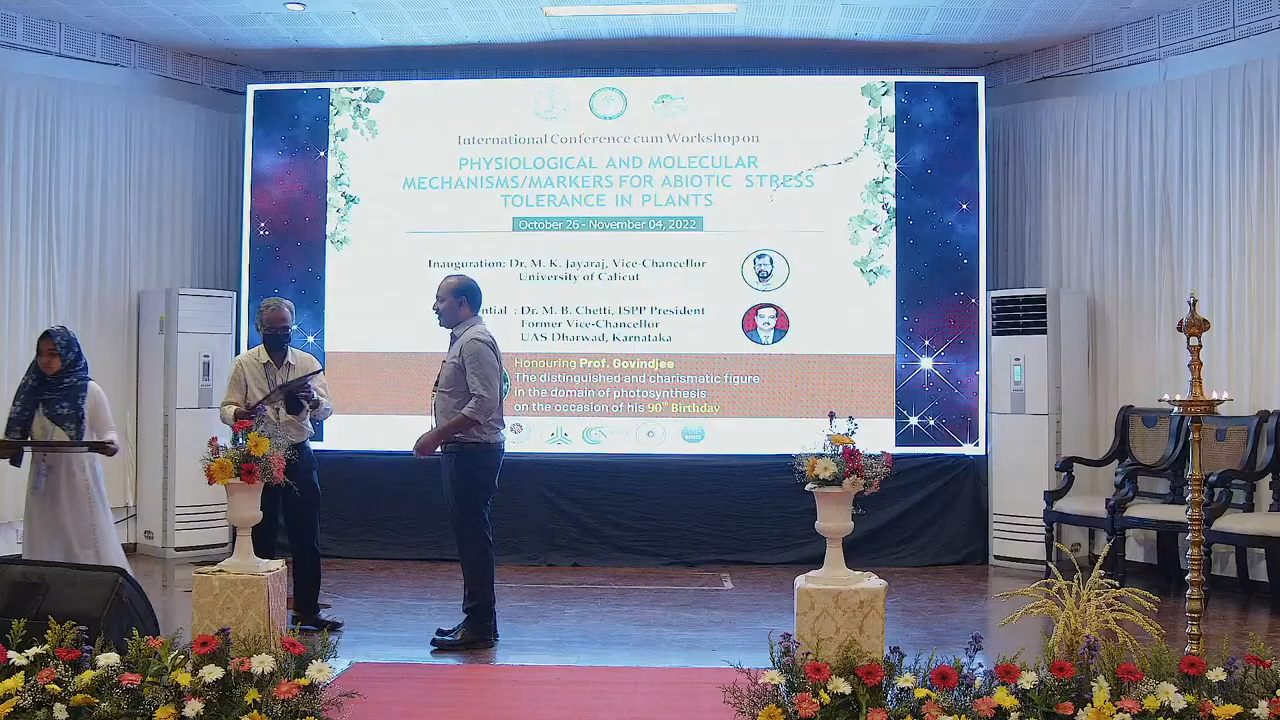 International Conference cum Workshop on
PHYSIOLOGICAL AND MOLECULAR
MECHANISMS/MARKERS FOR ABIOTIC STRESS
TOLERANCE IN PLANTS
October 26 - November 04, 2022
Inauguration: Dr. M. K. Jayaraj, Vice-Chancellor
University of Calicut
: Dr. M. B. Chetti, ISPP President
Former Vice-Chancellor
UAS Dharwad, Karnataka
Honouring Prof. Govindjee
The distinguished and charismatic figure
in the domain of photosynthesis
on the occasion of his 90th Birthday